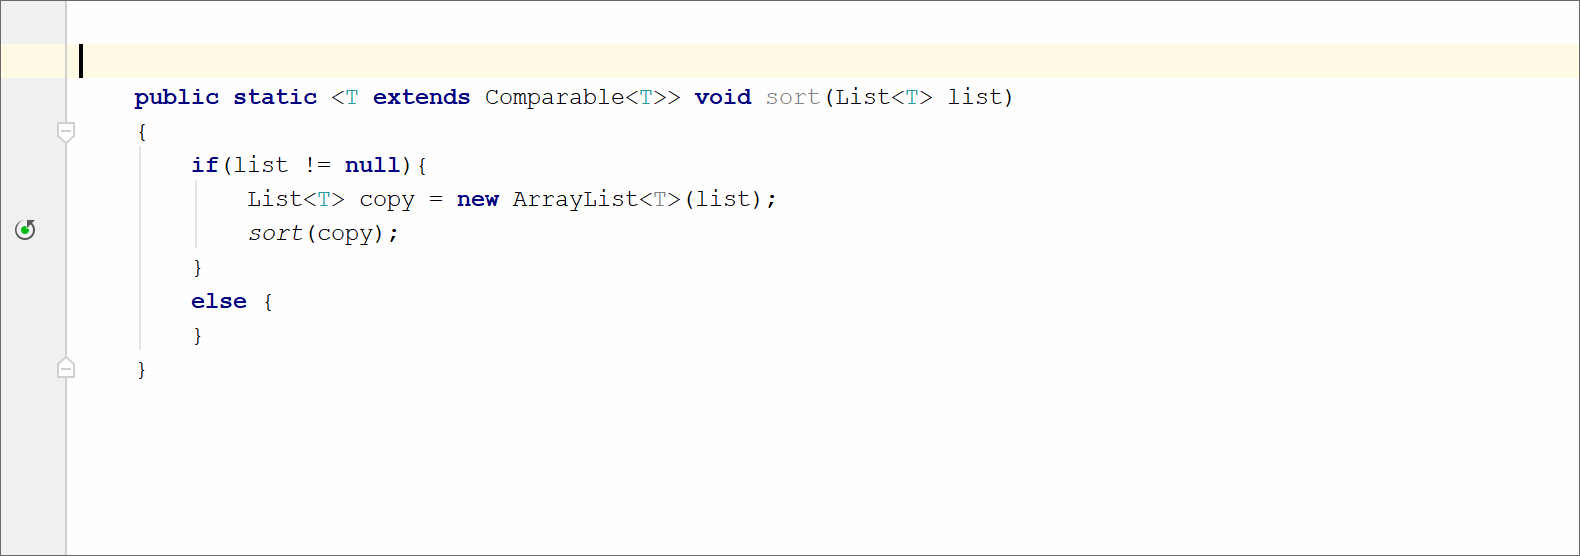 public static <T extends Comparable<T>> void sort(List<T> list)
{
if(list != null){
List<T> copy = new ArrayList<T>(list);
sort(copy);
}
else {
}
}